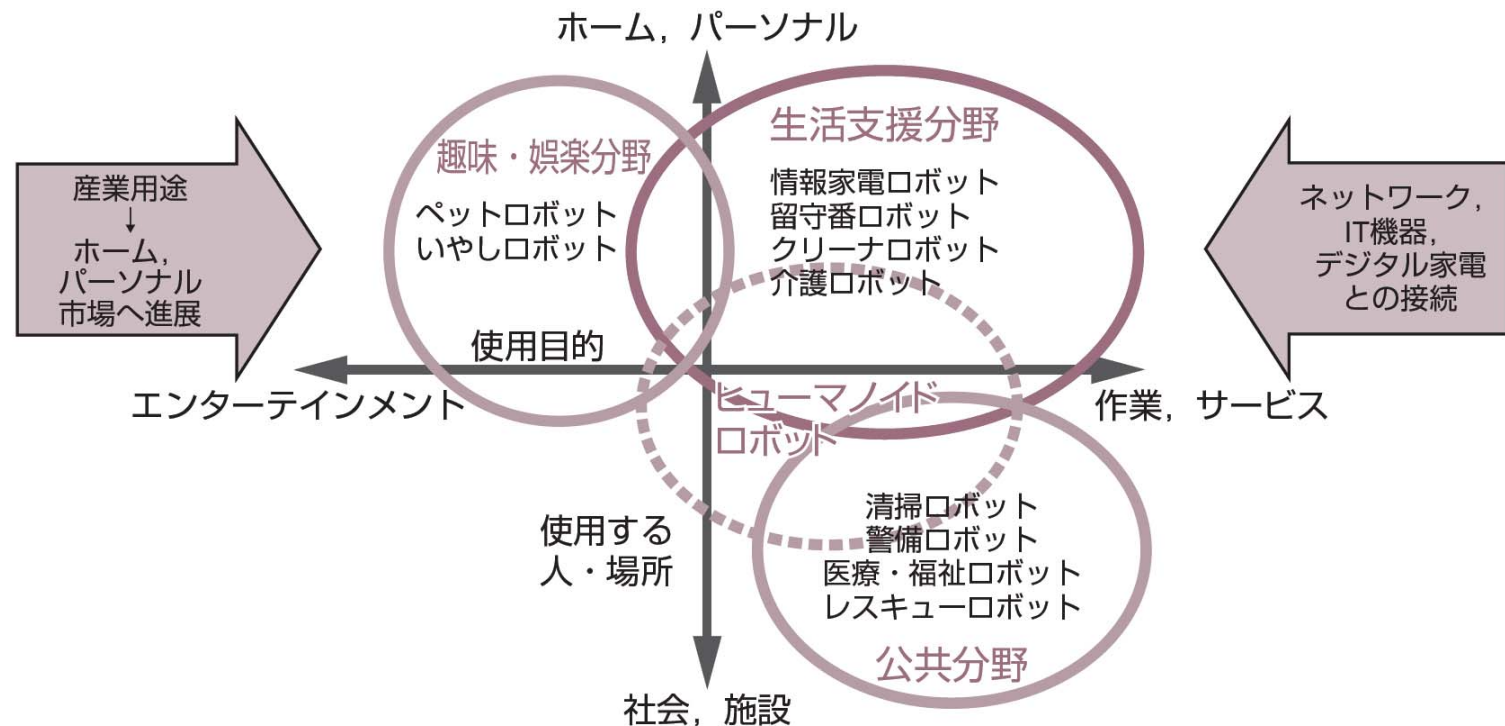 ホーム，パーソナル
生活支援分野
趣味・娯楽分野
情報家電ロボット
留守番ロボット
クリーナロボット
介護ロボット
ペットロボット
いやしロボット
産業用途
↓
ホーム，
パーソナル
市場へ進展
ネットワーク，
IT機器，
デジタル家電
との接続
使用目的
エンターテインメント
作業，サービス
ヒューマノイド
ロボット
使用する
人・場所
清掃ロボット
警備ロボット
医療・福祉ロボット
レスキューロボット
公共分野
社会，施設